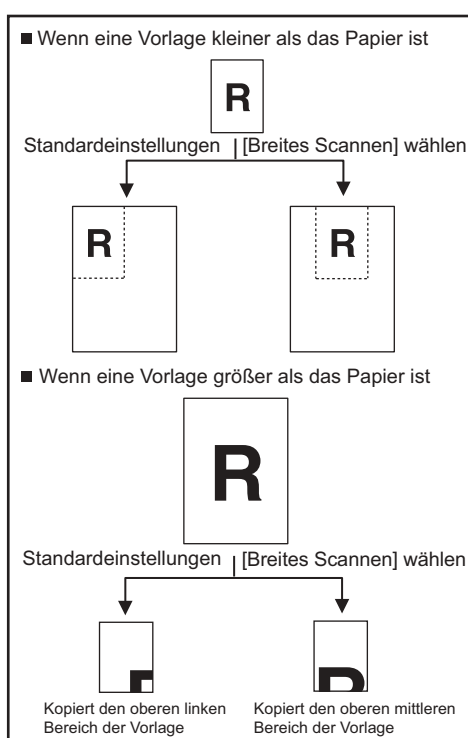 ■ Wenn eine Vorlage kleiner als das Papier ist
R
Standardeinstellungen [Breites Scannen] wählen
R R
■ Wenn eine Vorlage größer als das Papier ist
R
Standardeinstellungen [Breites Scannen] wählen
R
Kopiert den oberen linken
Bereich der Vorlage
Kopiert den oberen mittleren
Bereich der Vorlage